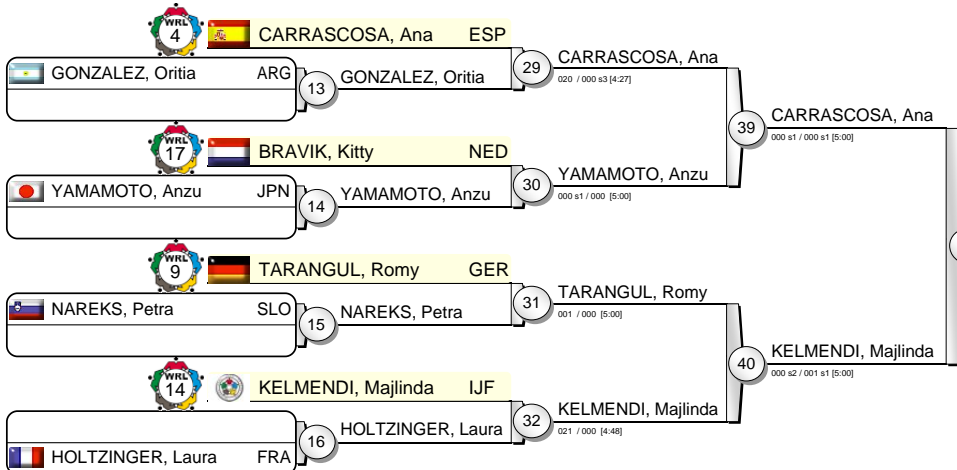 WRL
4
CARRASCOSA, Ana ESP
GONZALEZ, Oritia ARG
13
GONZALEZ, Oritia
29
CARRASCOSA, Ana
020 / 000 s3 [4:27]
WRL
17
BRAVIK, Kitty NED
YAMAMOTO, Anzu JPN
14
YAMAMOTO, Anzu
30
YAMAMOTO, Anzu
000 s1 / 000 [5:00]
39
CARRASCOSA, Ana
000 s1 / 000 s1 [5:00]
WRL
9
TARANGUL, Romy GER
NAREKS, Petra SLO
15
NAREKS, Petra
31
TARANGUL, Romy
001 / 000 [5:00]
WRL
14
KELMENDI, Majlinda IJF
HOLTZINGER, Laura FRA
16
HOLTZINGER, Laura
32
KELMENDI, Majlinda
021 / 000 [4:48]
40
KELMENDI, Majlinda
000 s2 / 001 s1 [5:00]